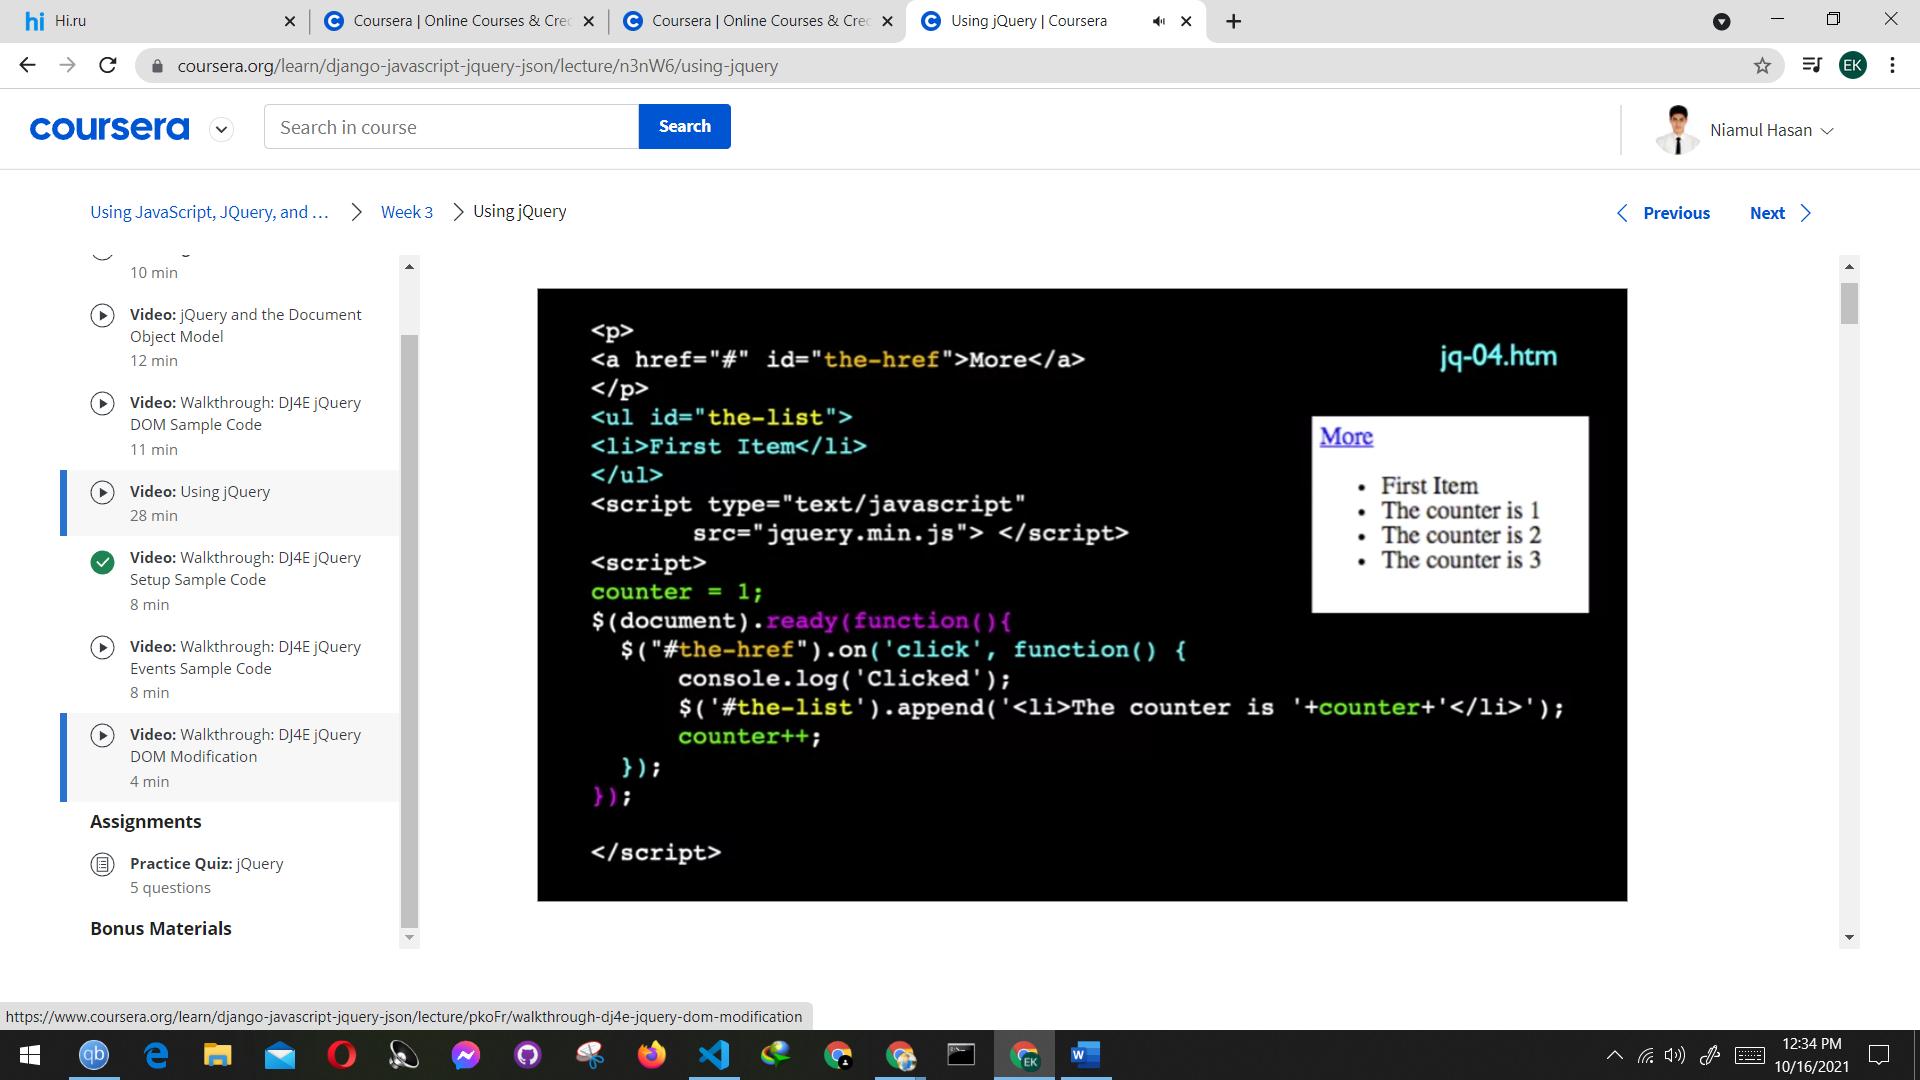 hi Hi.ru
Coursera | Online Courses & Crec
Coursera | Online Courses & Crec
Using jQuery | Coursera
coursera.org/learn/django-javascript-jquery-json/lecture/n3nW6/using-jquery
EK
coursera
Search in course
Search
Niamul Hasan
Using JavaScript, JQuery, and ...
Week 3
Using jQuery
Previous
Next
10 min
Video: jQuery and the Document
Object Model
12 min
Video: Walkthrough: DJ4E jQuery
DOM Sample Code
11 min
Video: Using jQuery
28 min
Video: Walkthrough: DJ4E jQuery
Setup Sample Code
8 min
Video: Walkthrough: DJ4E jQuery
Events Sample Code
8 min
Video: Walkthrough: DJ4E jQuery
DOM Modification
4 min
Assignments
Practice Quiz: jQuery
5 questions
Bonus Materials
<p>
<a href="#" id="the-href">More</a>
</p>
<ul id="the-list">
<li>First Item</li>
</ul>
<script type="text/javascript"
src="jquery.min.js"> </script>
<script>
counter = 1;
$(document).ready(function(){
$("#the-href").on('click', function() {
console.log('Clicked');
$('#the-list').append('<li>The counter is '+counter+'</li>');
counter++;
});
});
</script>
jq-04.htm
More
• First Item
• The counter is 1
• The counter is 2
• The counter is 3
https://www.coursera.org/learn/django-javascript-jquery-json/lecture/pkoFr/walkthrough-dj4e-jquery-dom-modification
qb
EK
W
12:34 PM
10/16/2021